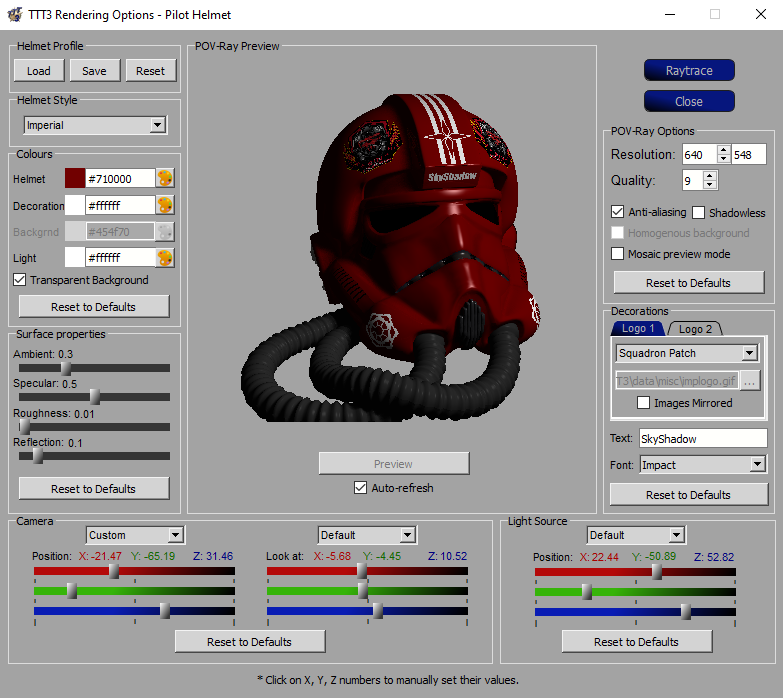 TTT3 Rendering Options - Pilot Helmet
Helmet Profile
Load Save Reset
Helmet Style
Imperial
Colours
Helmet #710000
Decoration #ffffff
Backgrnd #454f70
Light #ffffff
Transparent Background
Reset to Defaults
Surface properties
Ambient: 0.3
Specular: 0.5
Roughness: 0.01
Reflection: 0.1
Reset to Defaults
POV-Ray Preview
SkyShadow
Preview
Auto-refresh
Raytrace
Close
POV-Ray Options
Resolution: 640 548
Quality: 9
Anti-aliasing Shadowless
Homogenous background
Mosaic preview mode
Reset to Defaults
Decorations
Logo 1 Logo 2
Squadron Patch
T3\data\misc\implogo.gif ...
Images Mirrored
Text: SkyShadow
Font: Impact
Reset to Defaults
Camera
Custom Default
Position: X: -21.47 Y: -65.19 Z: 31.46 Look at: X: -5.68 Y: -4.45 Z: 10.52
Reset to Defaults
Light Source
Default
Position: X: 22.44 Y: -50.89 Z: 52.82
Reset to Defaults
* Click on X, Y, Z numbers to manually set their values.